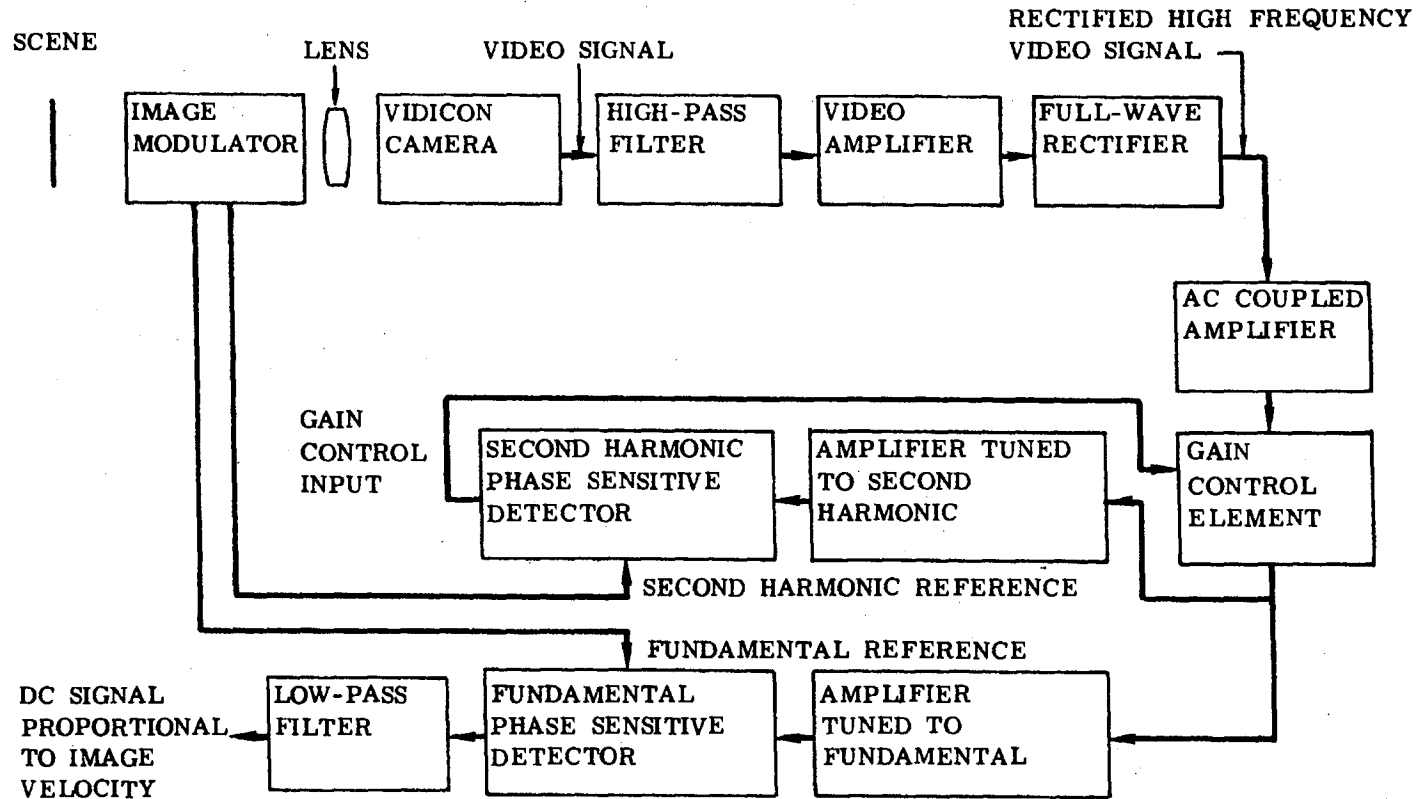 SCENE
LENS
VIDEO SIGNAL
RECTIFIED HIGH FREQUENCY
VIDEO SIGNAL
IMAGE
MODULATOR
VIDICON
CAMERA
HIGH-PASS
FILTER
VIDEO
AMPLIFIER
FULL-WAVE
RECTIFIER
AC COUPLED
AMPLIFIER
GAIN
CONTROL
INPUT
SECOND HARMONIC
PHASE SENSITIVE
DETECTOR
AMPLIFIER TUNED
TO SECOND
HARMONIC
GAIN
CONTROL
ELEMENT
SECOND HARMONIC REFERENCE
FUNDAMENTAL REFERENCE
DC SIGNAL
PROPORTIONAL
TO IMAGE
VELOCITY
LOW-PASS
FILTER
FUNDAMENTAL
PHASE SENSITIVE
DETECTOR
AMPLIFIER
TUNED TO
FUNDAMENTAL